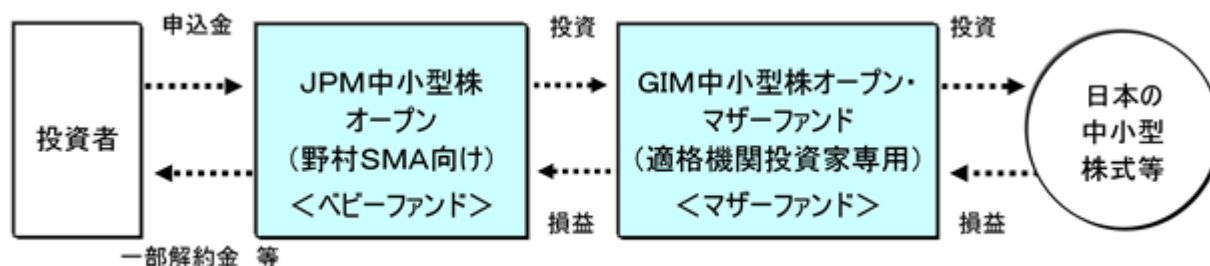 申込金
投資
投資
投資者
JPM中小型株
オープン
（野村SMA向け）
＜ベビーファンド＞
GIM中小型株オープン・
マザーファンド
（適格機関投資家専用）
＜マザーファンド＞
日本の
中小型
株式等
一部解約金 等
損益
損益